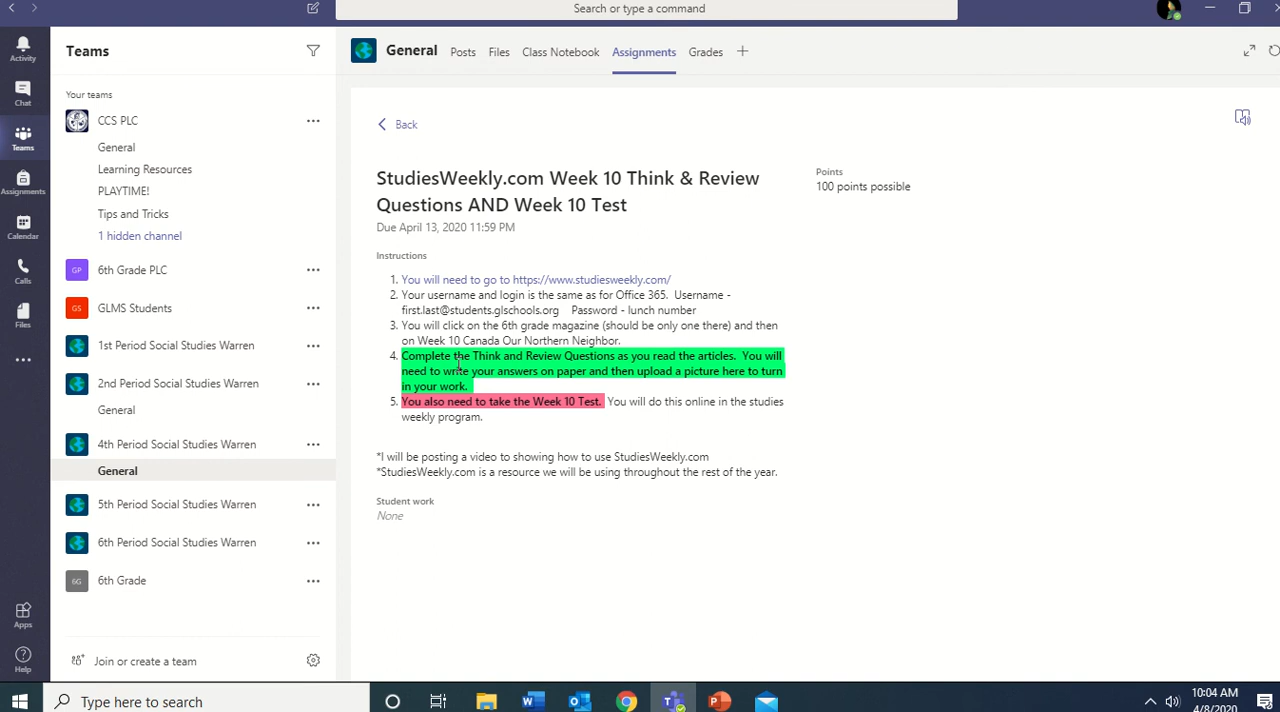 Search or type a command
Activity
Chat
Teams
Assignments
Calendar
Calls
Files
Apps
Help
Teams
Your teams
CCS PLC
General
Learning Resources
PLAYTIME!
Tips and Tricks
1 hidden channel
GP 6th Grade PLC
GS GLMS Students
1st Period Social Studies Warren
2nd Period Social Studies Warren
General
4th Period Social Studies Warren
General
5th Period Social Studies Warren
6th Period Social Studies Warren
6G 6th Grade
Join or create a team
General Posts Files Class Notebook Assignments Grades
Back
StudiesWeekly.com Week 10 Think & Review
Questions AND Week 10 Test
Due April 13, 2020 11:59 PM
Points
100 points possible
Instructions
1. You will need to go to https://www.studiesweekly.com/
2. Your username and login is the same as for Office 365. Username -
first.last@students.glschools.org Password - lunch number
3. You will click on the 6th grade magazine (should be only one there) and then
on Week 10 Canada Our Northern Neighbor.
4. Complete the Think and Review Questions as you read the articles. You will
need to write your answers on paper and then upload a picture here to turn
in your work.
5. You also need to take the Week 10 Test. You will do this online in the studies
weekly program.
*I will be posting a video to showing how to use StudiesWeekly.com
*StudiesWeekly.com is a resource we will be using throughout the rest of the year.
Student work
None
Type here to search
10:04 AM
4/8/2020